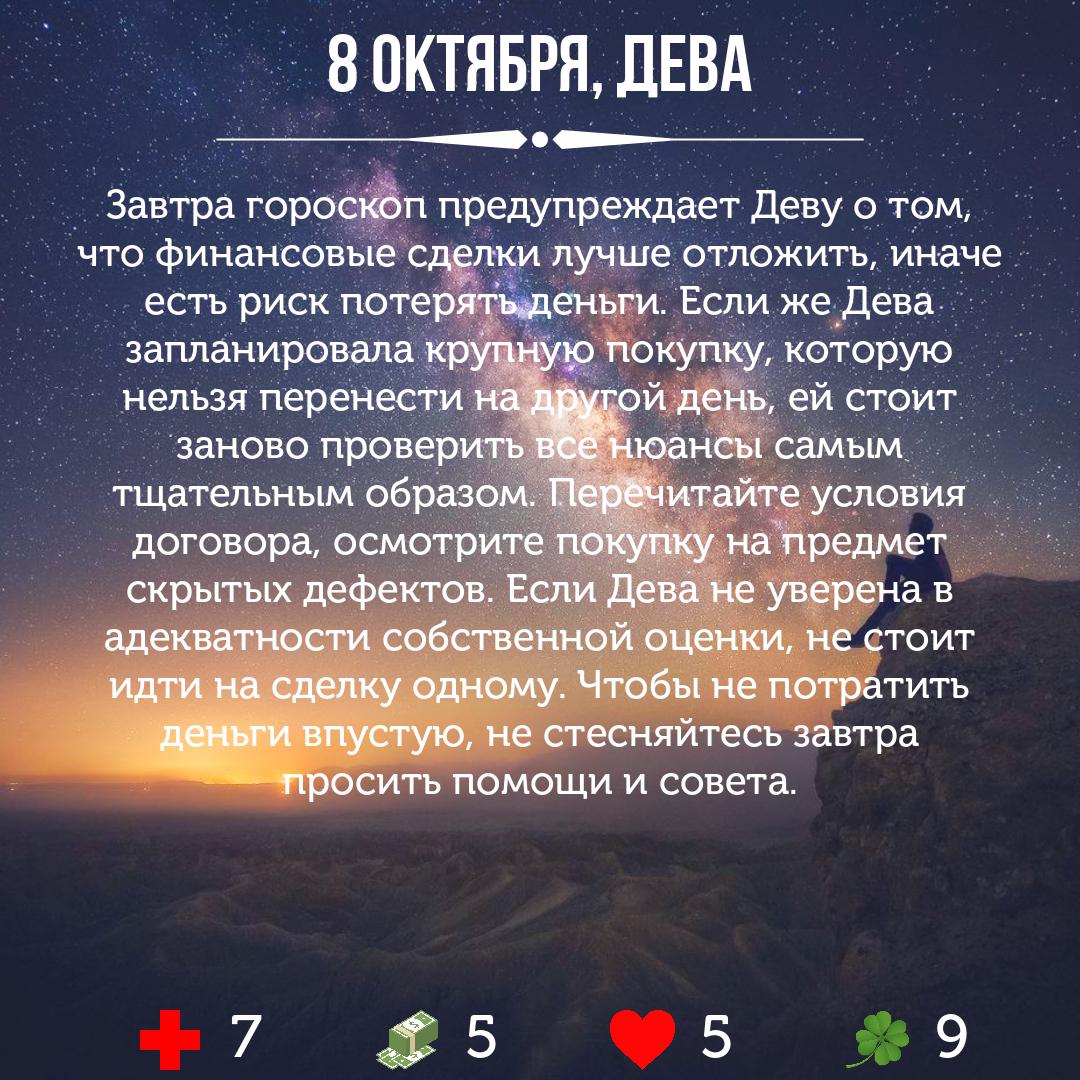 8 ОКТЯБРЯ, ДЕВА
Завтра гороскоп предупреждает Деву о том,
что финансовые сделки лучше отложить, иначе
есть риск потерять деньги. Если же Дева
запланировала крупную покупку, которую
нельзя перенести на другой день, ей стоит
заново проверить все нюансы самым
тщательным образом. Перечитайте условия
договора, осмотрите покупку на предмет
скрытых дефектов. Если Дева не уверена в
адекватности собственной оценки, не стоит
идти на сделку одному. Чтобы не потратить
деньги впустую, не стесняйтесь завтра
просить помощи и совета.
7 5 5 9